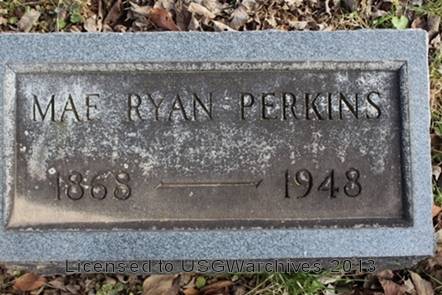 MAE RYAN PERKINS
1868 — 1948
Licensed to USGWarchives 2013